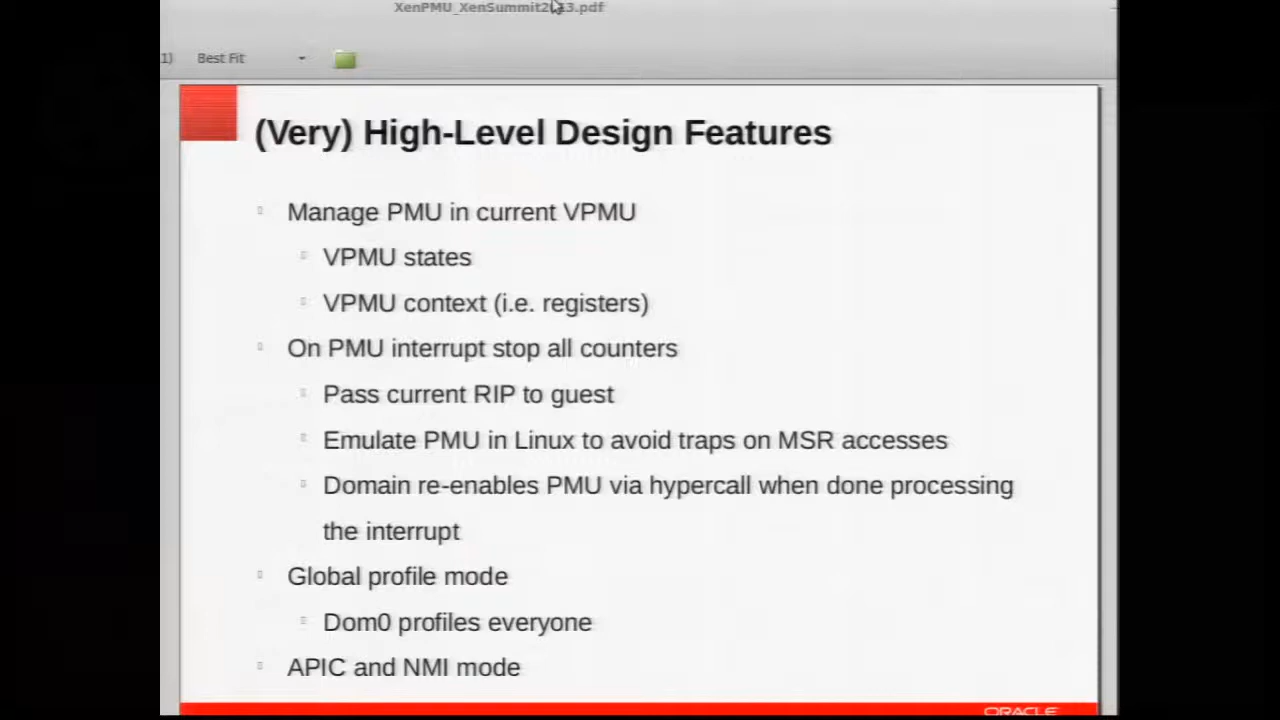 XenPMU_XenSummit2013.pdf
1)
Best Fit
(Very) High-Level Design Features
Manage PMU in current VPMU
VPMU states
VPMU context (i.e. registers)
On PMU interrupt stop all counters
Pass current RIP to guest
Emulate PMU in Linux to avoid traps on MSR accesses
Domain re-enables PMU via hypercall when done processing
the interrupt
Global profile mode
Dom0 profiles everyone
APIC and NMI mode
ORACLE